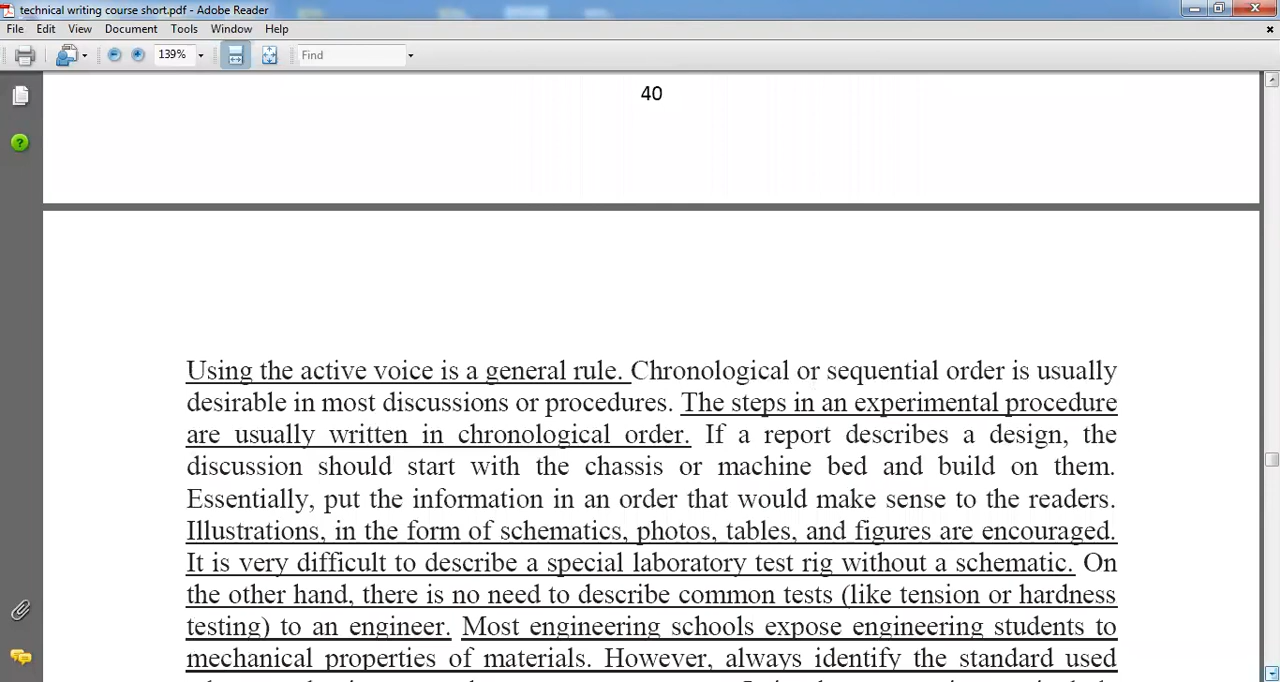 technical writing course short.pdf - Adobe Reader
File Edit View Document Tools Window Help
139% Find
40
Using the active voice is a general rule. Chronological or sequential order is usually
desirable in most discussions or procedures. The steps in an experimental procedure
are usually written in chronological order. If a report describes a design, the
discussion should start with the chassis or machine bed and build on them.
Essentially, put the information in an order that would make sense to the readers.
Illustrations, in the form of schematics, photos, tables, and figures are encouraged.
It is very difficult to describe a special laboratory test rig without a schematic. On
the other hand, there is no need to describe common tests (like tension or hardness
testing) to an engineer. Most engineering schools expose engineering students to
mechanical properties of materials. However, always identify the standard used